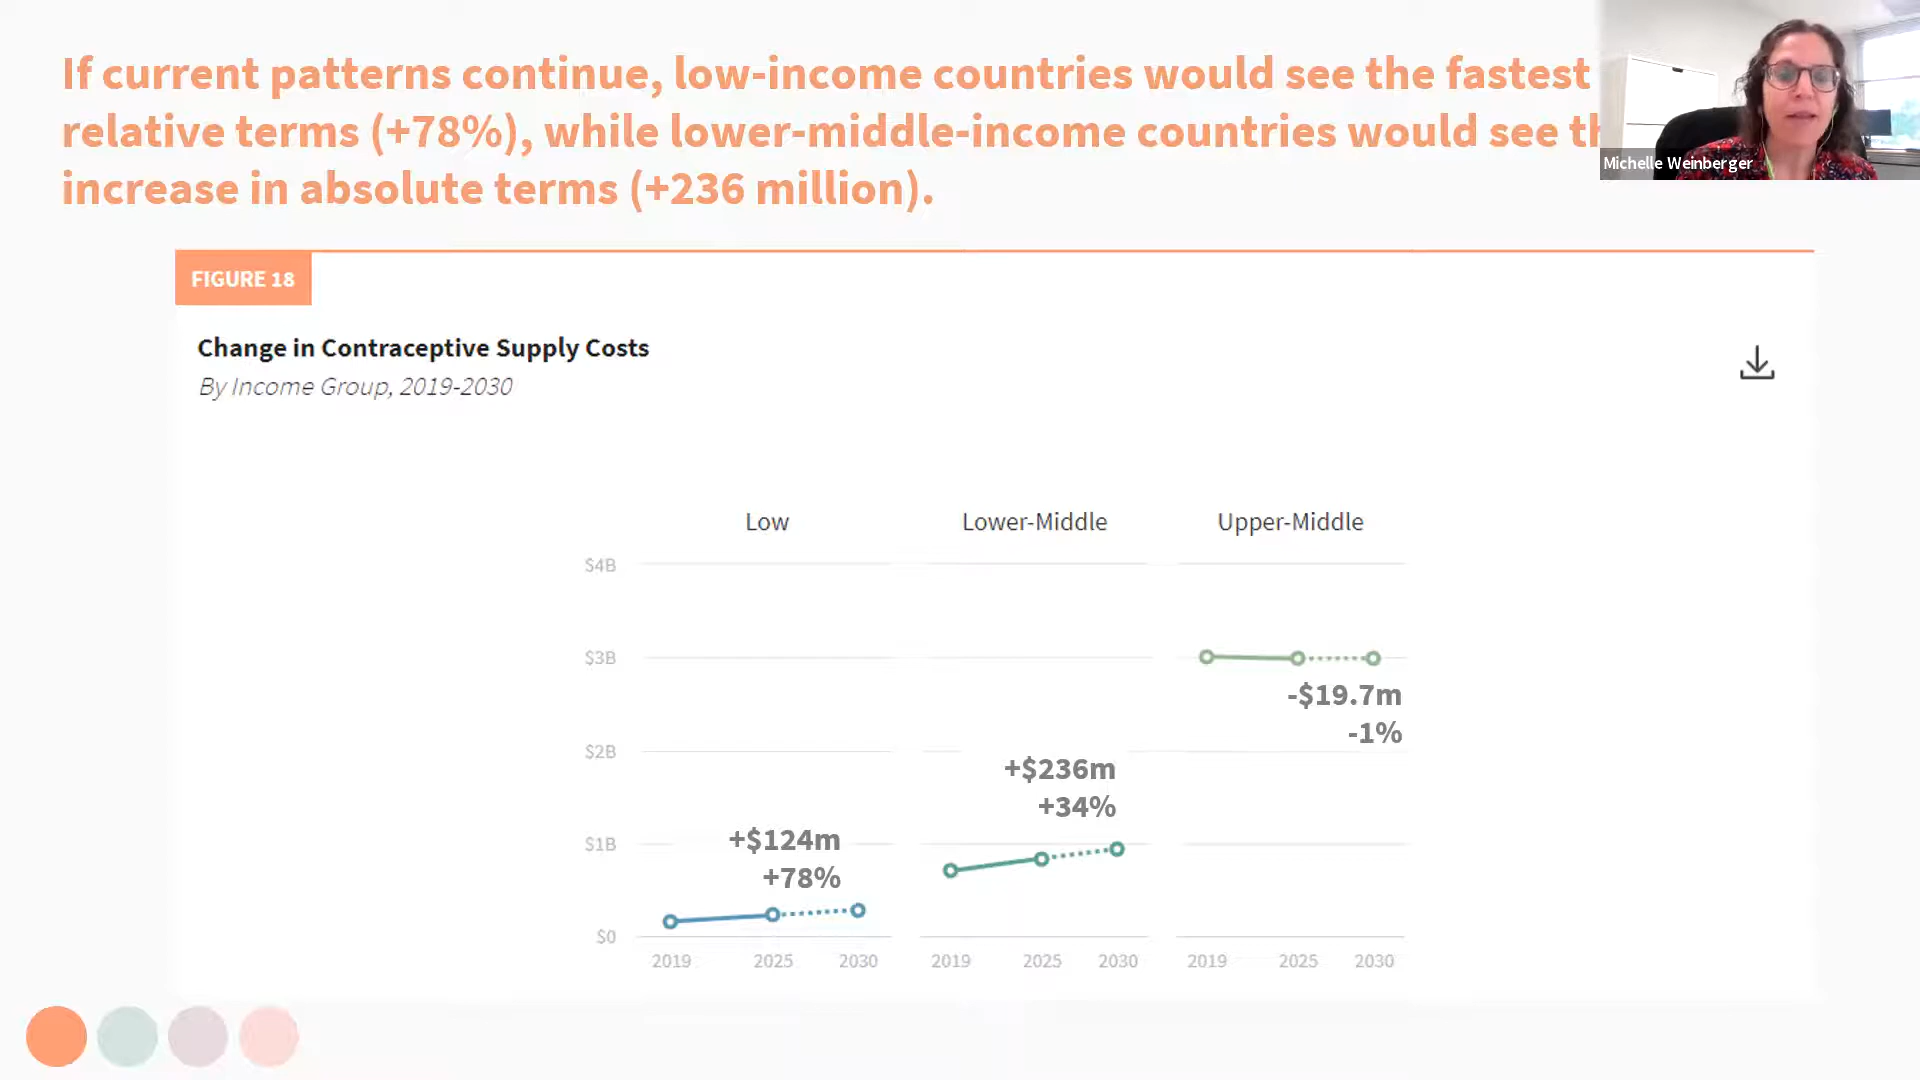 If current patterns continue, low-income countries would see the fastest
relative terms (+78%), while lower-middle-income countries would see
increase in absolute terms (+236 million).
Michelle Weinberger
FIGURE 18
Change in Contraceptive Supply Costs
By Income Group, 2019-2030
Low Lower-Middle Upper-Middle
$4B
$3B
-$19.7m
-1%
$2B
+$236m
+34%
$1B
+$124m
+78%
$0
2019 2025 2030 2019 2025 2030 2019 2025 2030